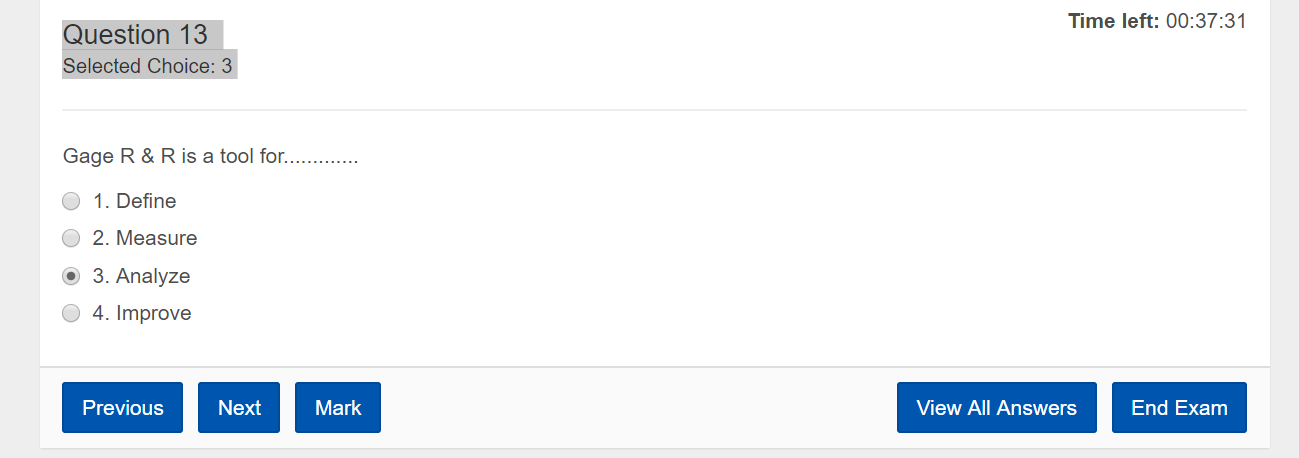 Question 13
Time left: 00:37:31
Selected Choice: 3
Gage R & R is a tool for.............
1. Define
2. Measure
3. Analyze
4. Improve
Previous Next Mark View All Answers End Exam